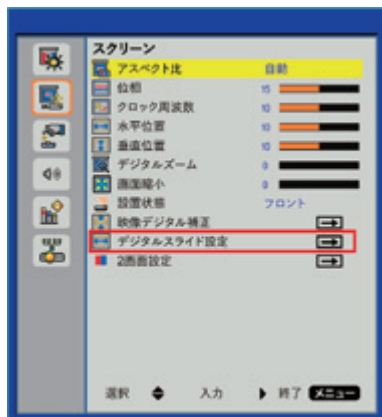 スクリーン
アスペクト比 自動
位相 15
クロック周波数 10
水平位置 10
垂直位置 10
デジタルズーム 0
画面縮小 0
設置状態 フロント
映像デジタル補正
デジタルスライド設定
2画面設定
選択 入力 終了 メニュー